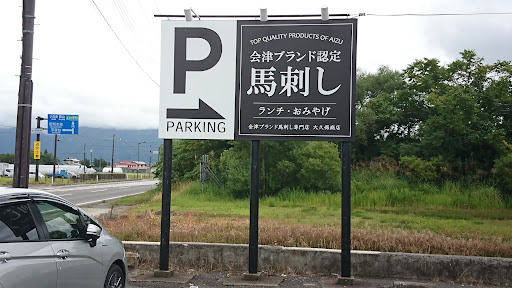 P
PARKING
TOP QUALITY PRODUCTS OF AIZU
会津ブランド認定
馬刺し
ランチ・おみやげ
会津ブランド馬刺し専門店 大久保商店